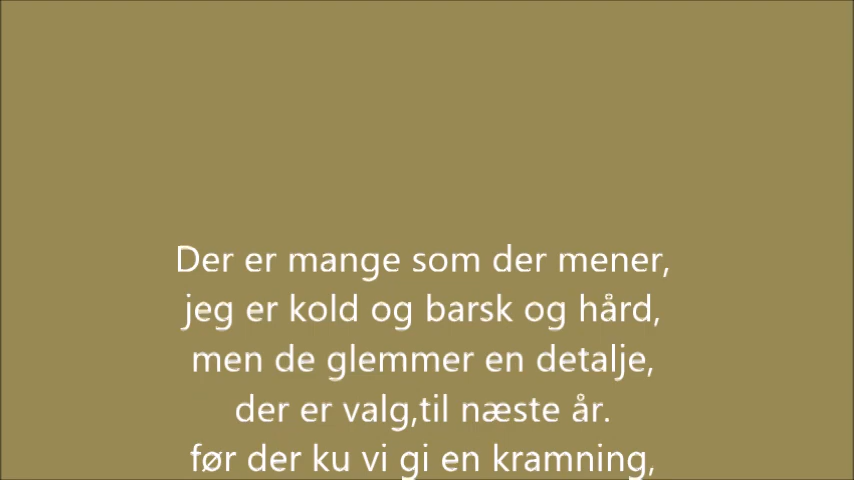 Der er mange som der mener,
jeg er kold og barsk og hård,
men de glemmer en detalje,
der er valg,til næste år.
før der ku vi gi en kramning,